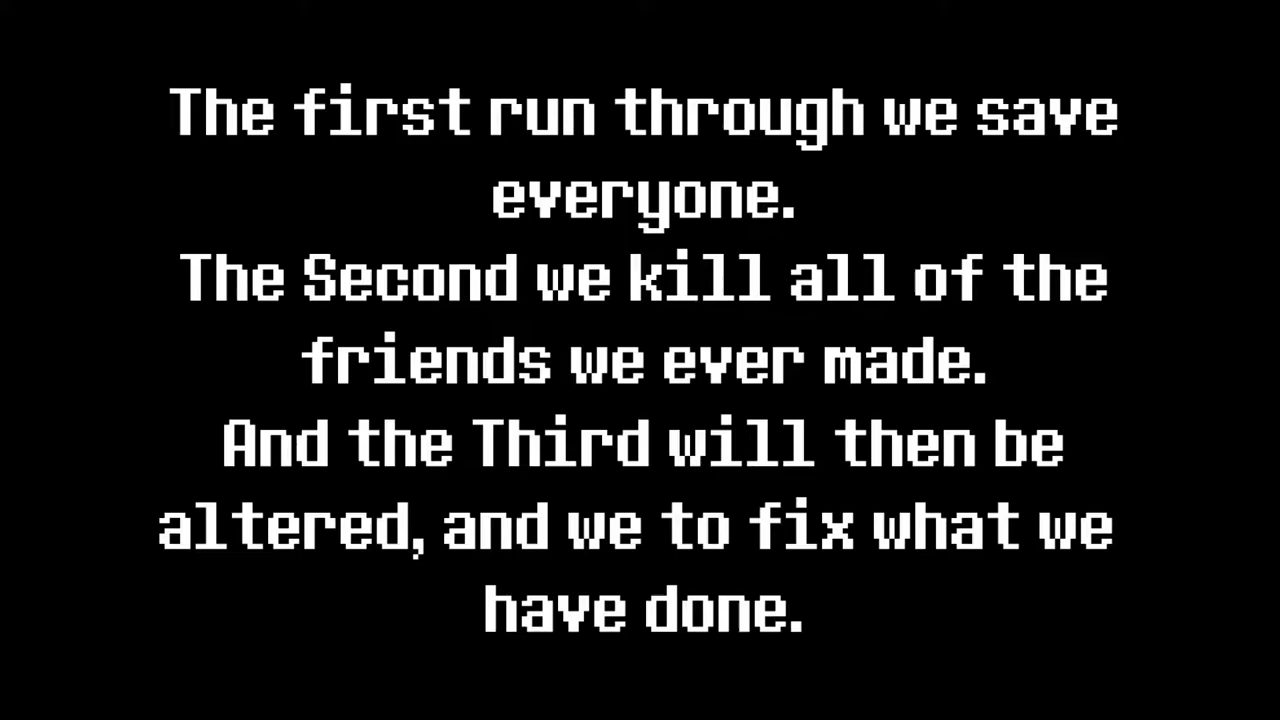 The first run through we save
everyone.
The Second we kill all of the
friends we ever made.
And the Third will then be
altered, and we to fix what we
have done.